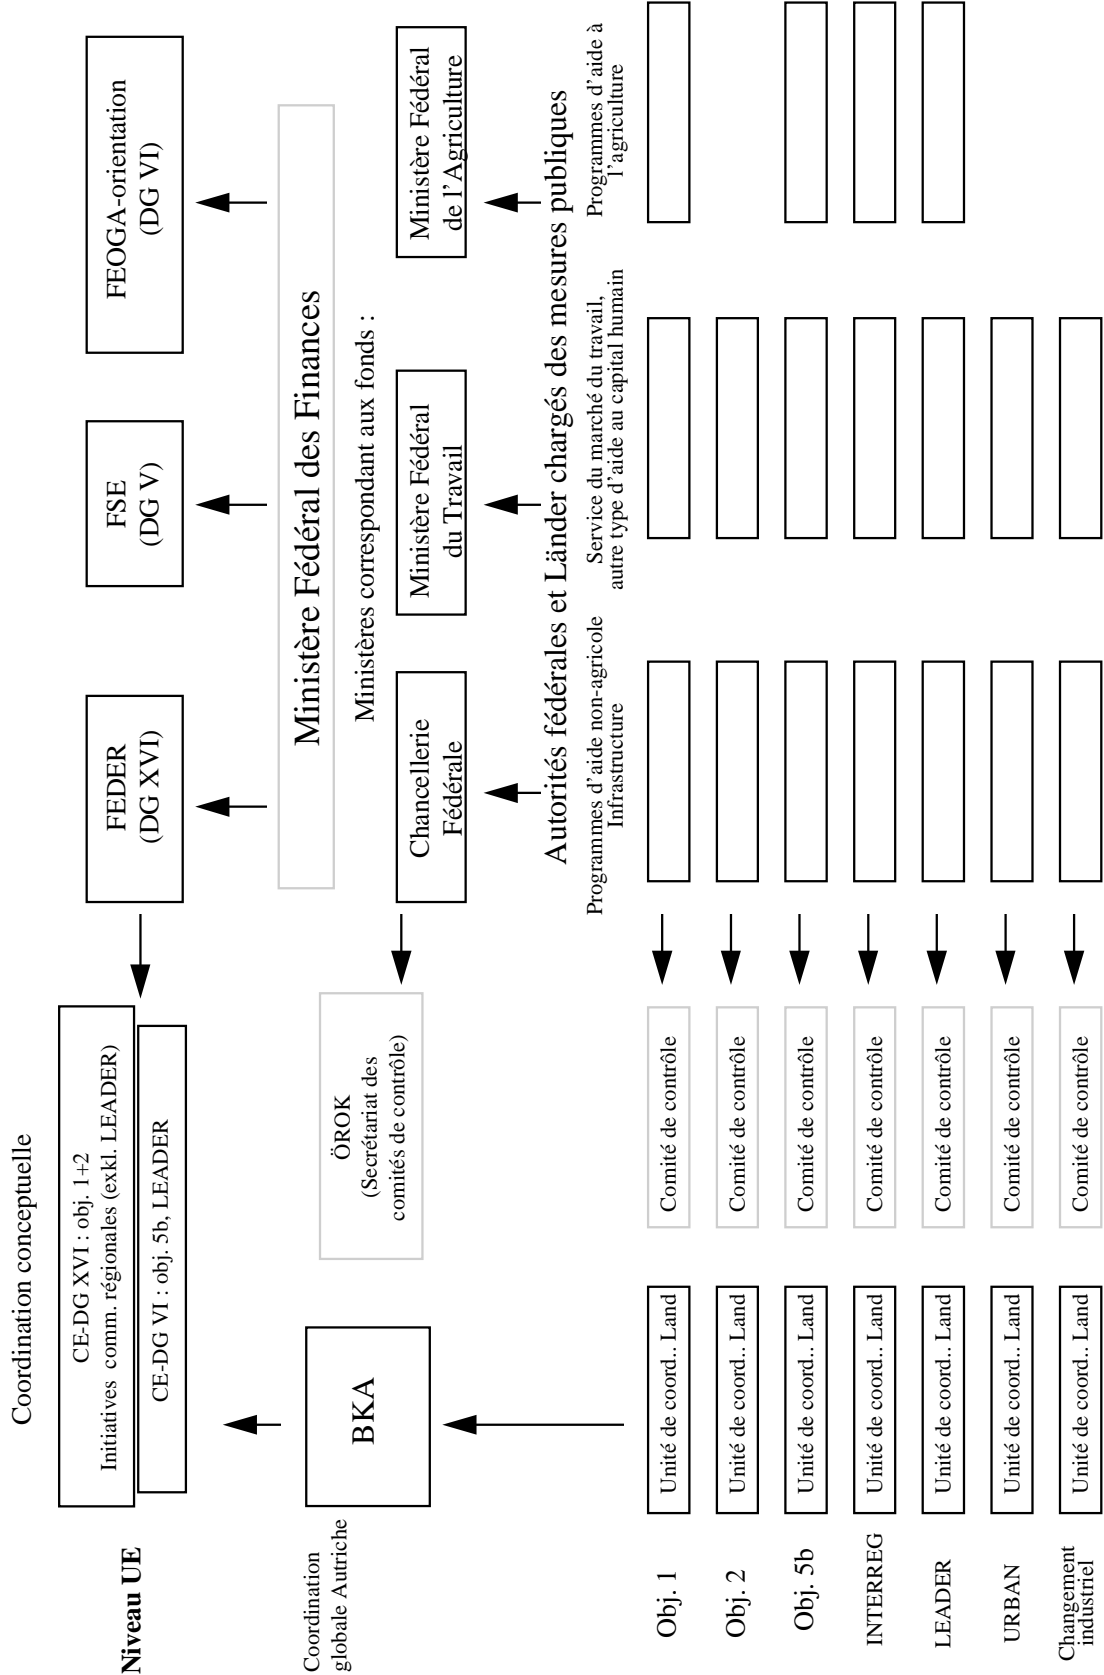 Coordination conceptuelle
Niveau UE
CE-DG XVI : obj. 1+2
Initiatives comm. régionales (exkl. LEADER)
CE-DG VI : obj. 5b, LEADER
FEDER
(DG XVI)
FSE
(DG V)
FEOGA-orientation
(DG VI)
Ministère Fédéral des Finances
Coordination
globale Autriche
BKA
ÖROK
(Secrétariat des
comités de contrôle)
Ministères correspondant aux fonds :
Chancellerie
Fédérale
Ministère Fédéral
du Travail
Ministère Fédéral
de l'Agriculture
Autorités fédérales et Länder chargés des mesures publiques
Programmes d'aide non-agricole
Infrastructure
Service du marché du travail,
autre type d'aide au capital humain
Programmes d'aide à
l'agriculture
Obj. 1
Unité de coord.. Land
Comité de contrôle
Obj. 2
Unité de coord.. Land
Comité de contrôle
Obj. 5b
Unité de coord.. Land
Comité de contrôle
INTERREG
Unité de coord.. Land
Comité de contrôle
LEADER
Unité de coord.. Land
Comité de contrôle
URBAN
Unité de coord.. Land
Comité de contrôle
Changement
industriel
Unité de coord.. Land
Comité de contrôle